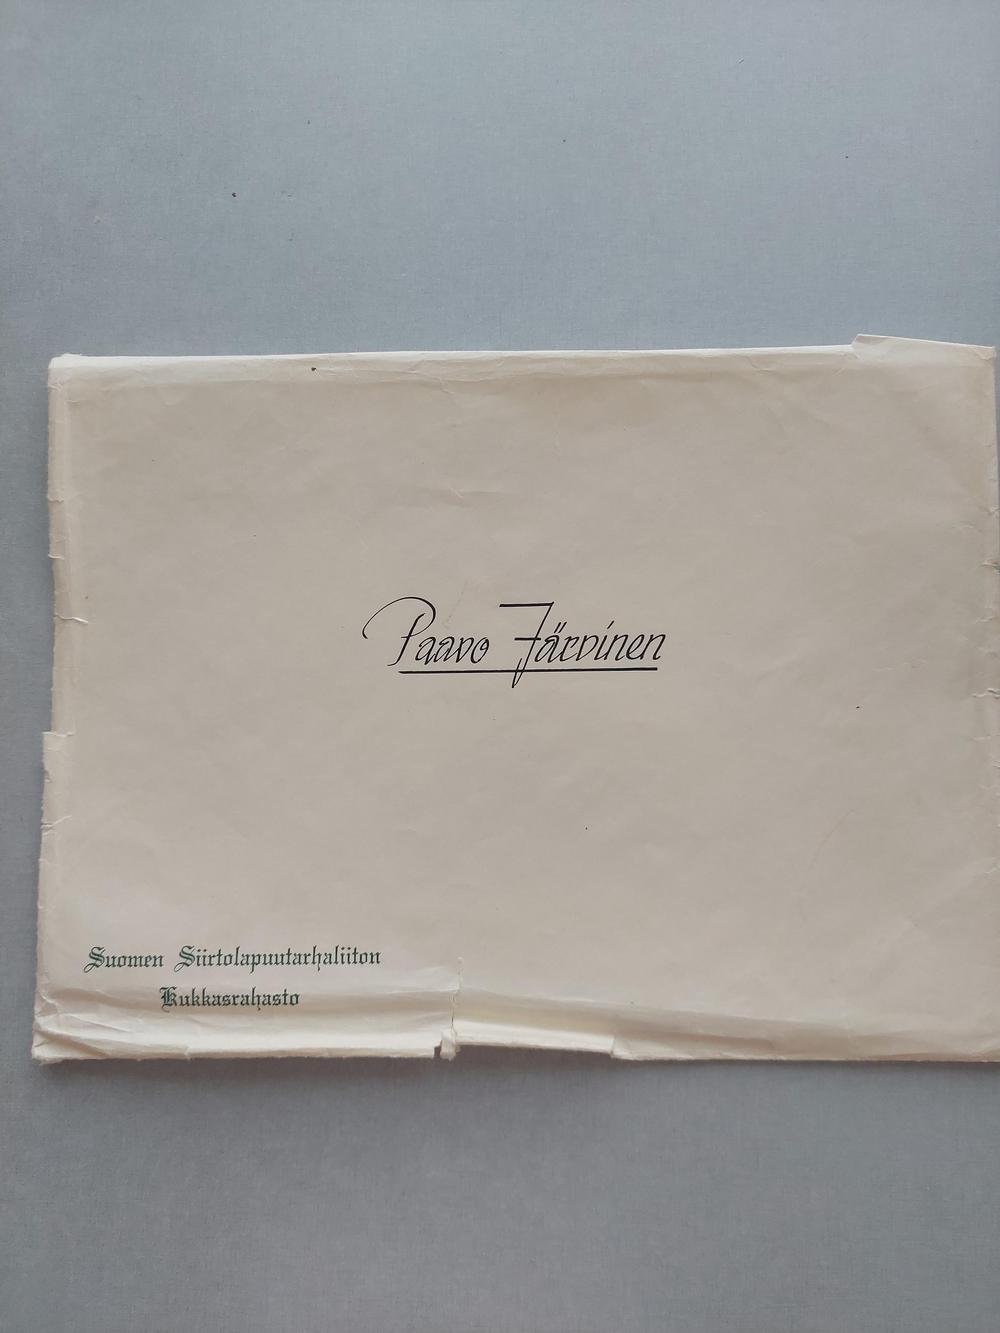 Paavo Järvinen
Suomen Siirtolapuutarhaliiton
Kukkasrahasto